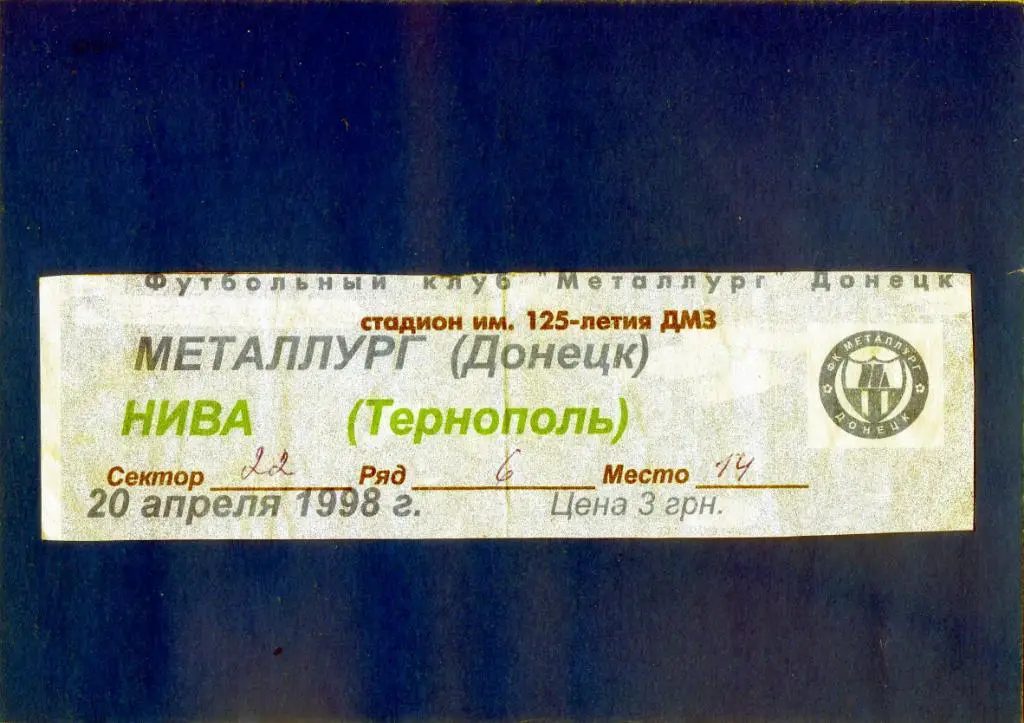 Футбольный клуб "Металлург" Донецк
стадион им. 125-летия ДМЗ
МЕТАЛЛУРГ (Донецк)
НИВА (Тернополь)
ФК МЕТАЛЛУРГ
ДОНЕЦК
Сектор 22 Ряд 6 Место 14
20 апреля 1998 г. Цена 3 грн.